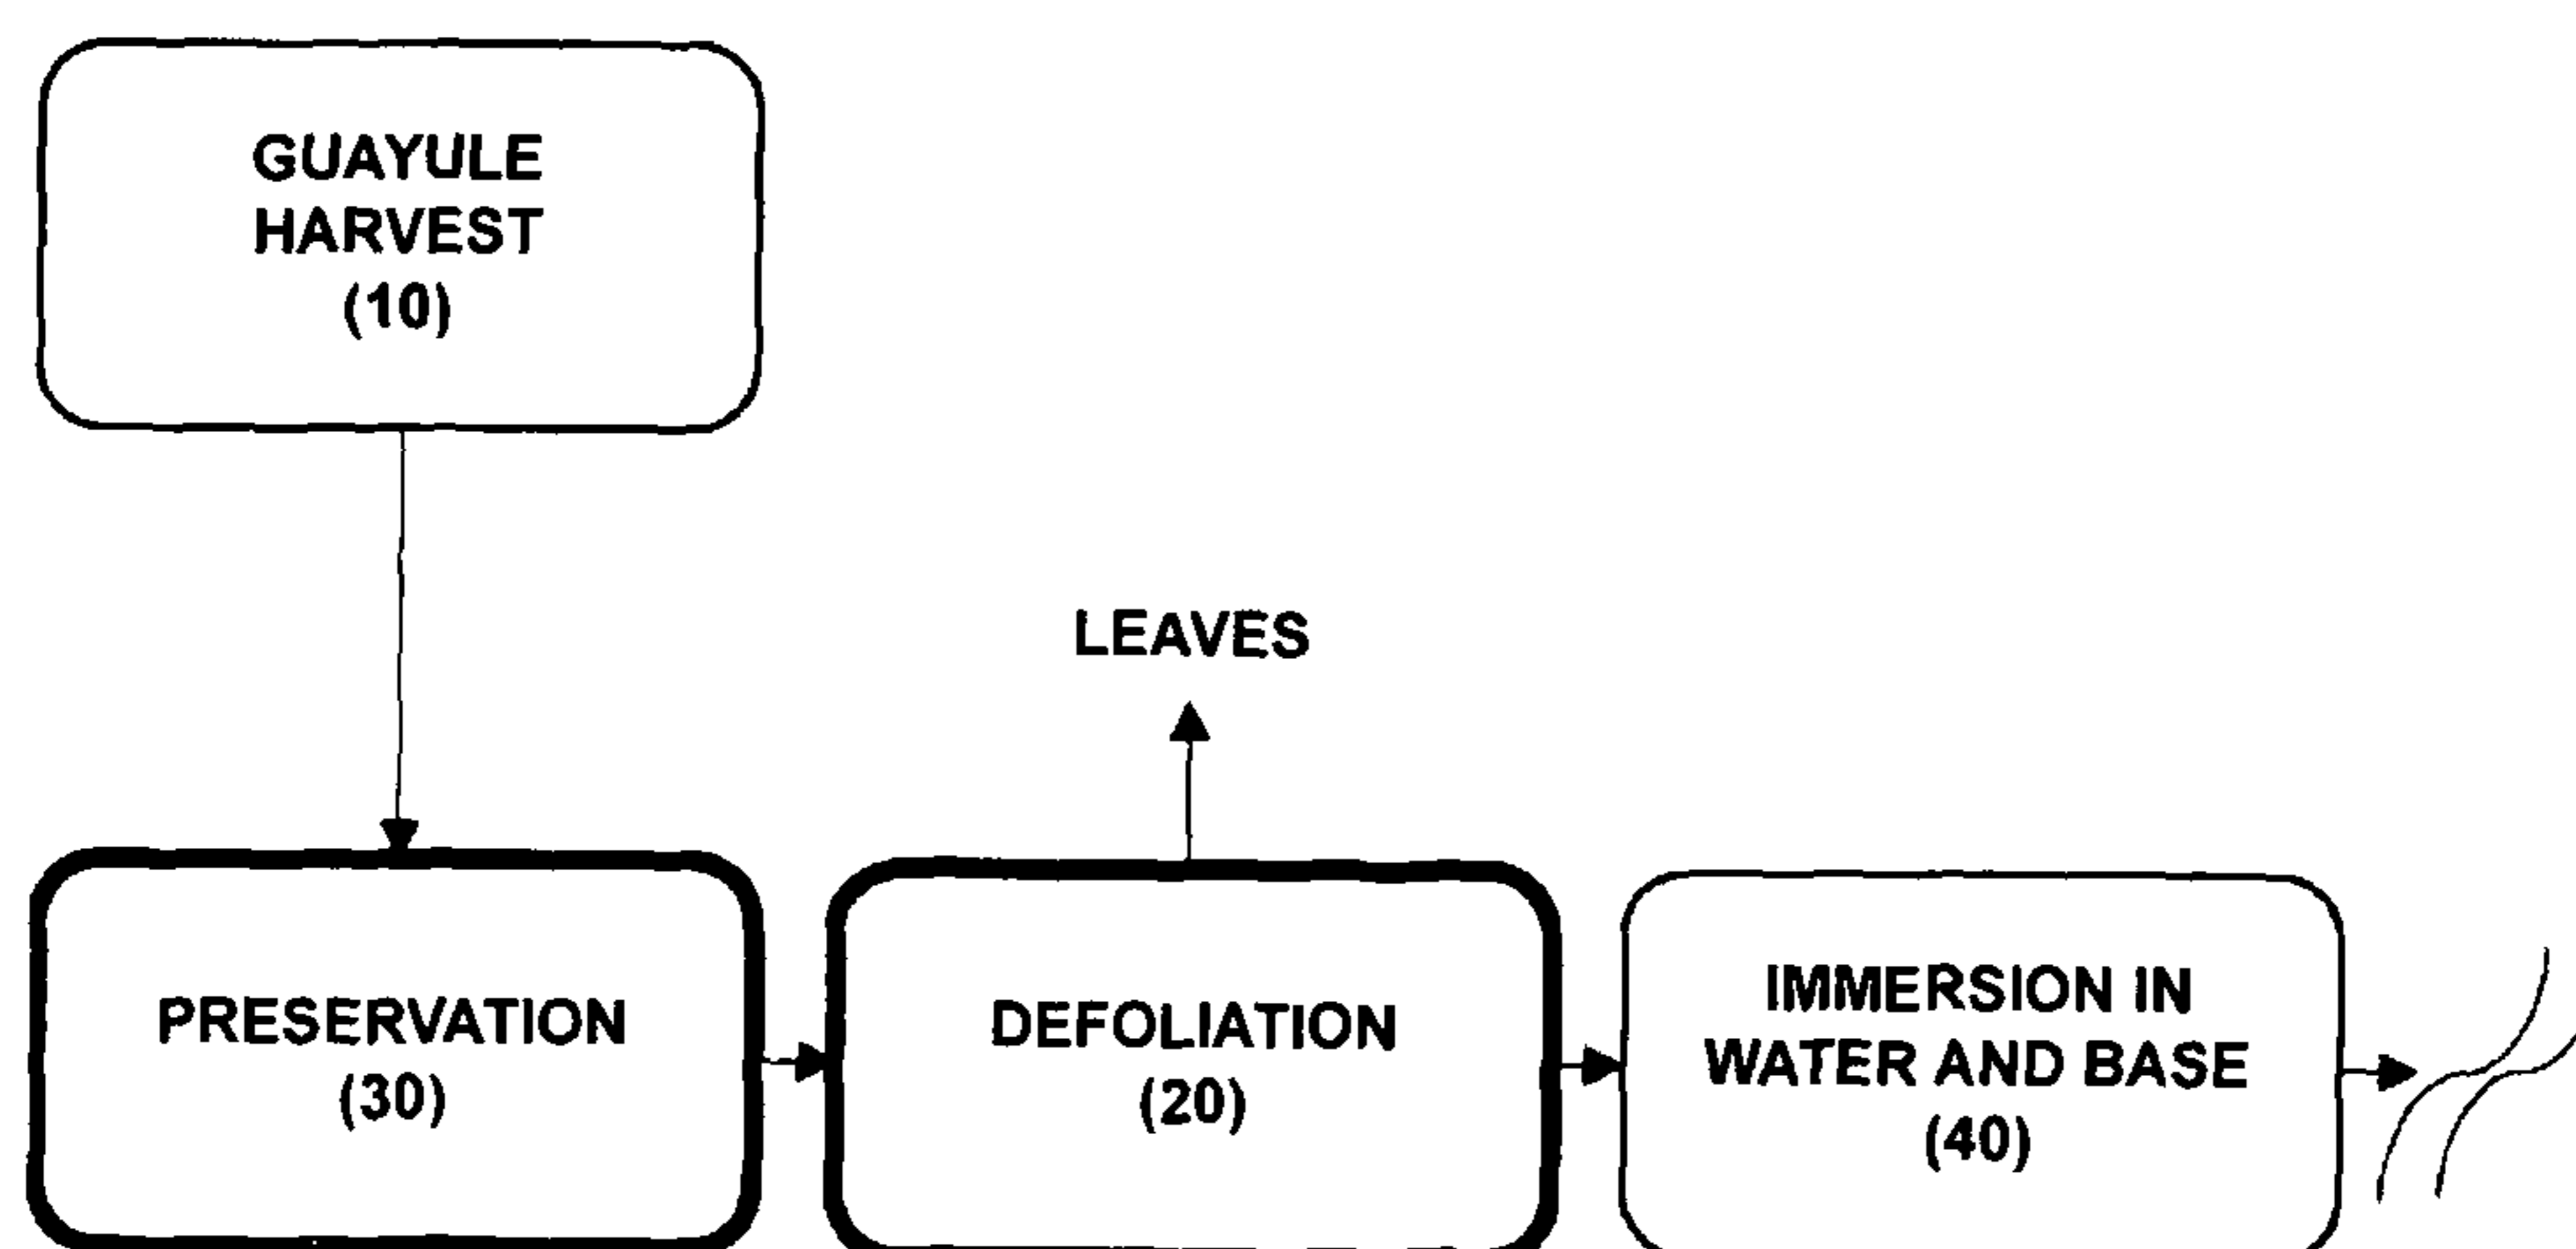 GUAYULE
HARVEST
(10)
LEAVES
PRESERVATION
(30)
DEFOLIATION
(20)
IMMERSION IN
WATER AND BASE
(40)